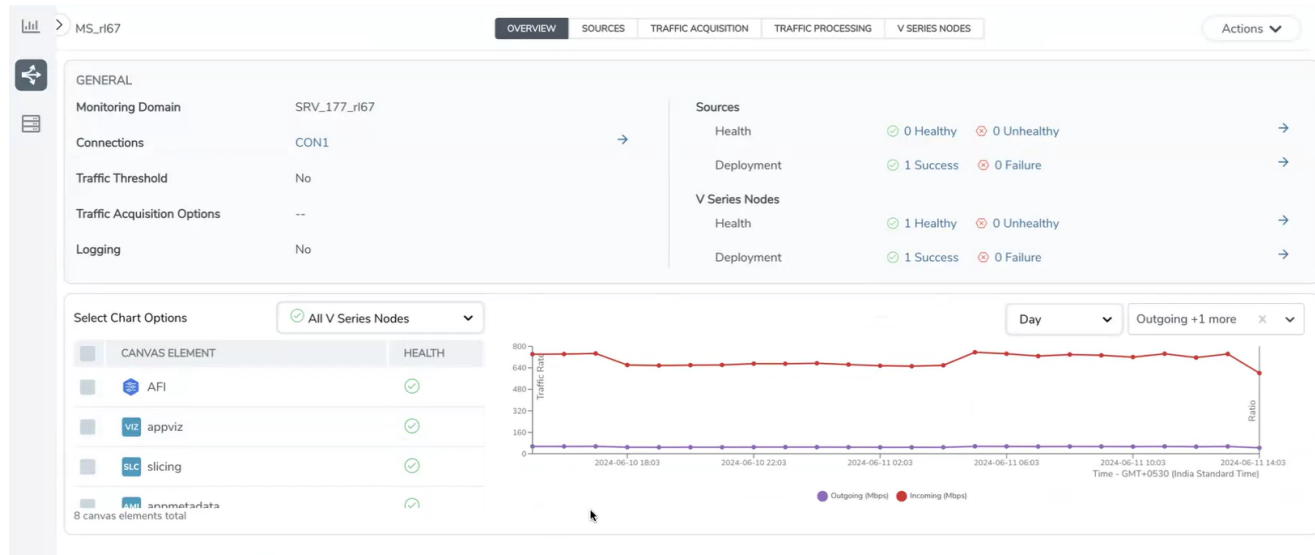 MS_rl67
OVERVIEW
SOURCES
TRAFFIC ACQUISITION
TRAFFIC PROCESSING
V SERIES NODES
Actions
GENERAL
Monitoring Domain SRV_177_rl67
Connections CON1
Traffic Threshold No
Traffic Acquisition Options --
Logging No
Sources
Health 0 Healthy 0 Unhealthy
Deployment 1 Success 0 Failure
V Series Nodes
Health 1 Healthy 0 Unhealthy
Deployment 1 Success 0 Failure
Select Chart Options
All V Series Nodes
CANVAS ELEMENT HEALTH
AFI
VIZ appviz
SLC slicing
AMI appmetadata
8 canvas elements total
Day
Outgoing +1 more
800
640
480
320
160
0
Traffic Rate
Ratio
2024-06-10 18:03
2024-06-10 22:03
2024-06-11 02:03
2024-06-11 06:03
2024-06-11 10:03
2024-06-11 14:03
Time - GMT+0530 (India Standard Time)
Outgoing (Mbps) Incoming (Mbps)